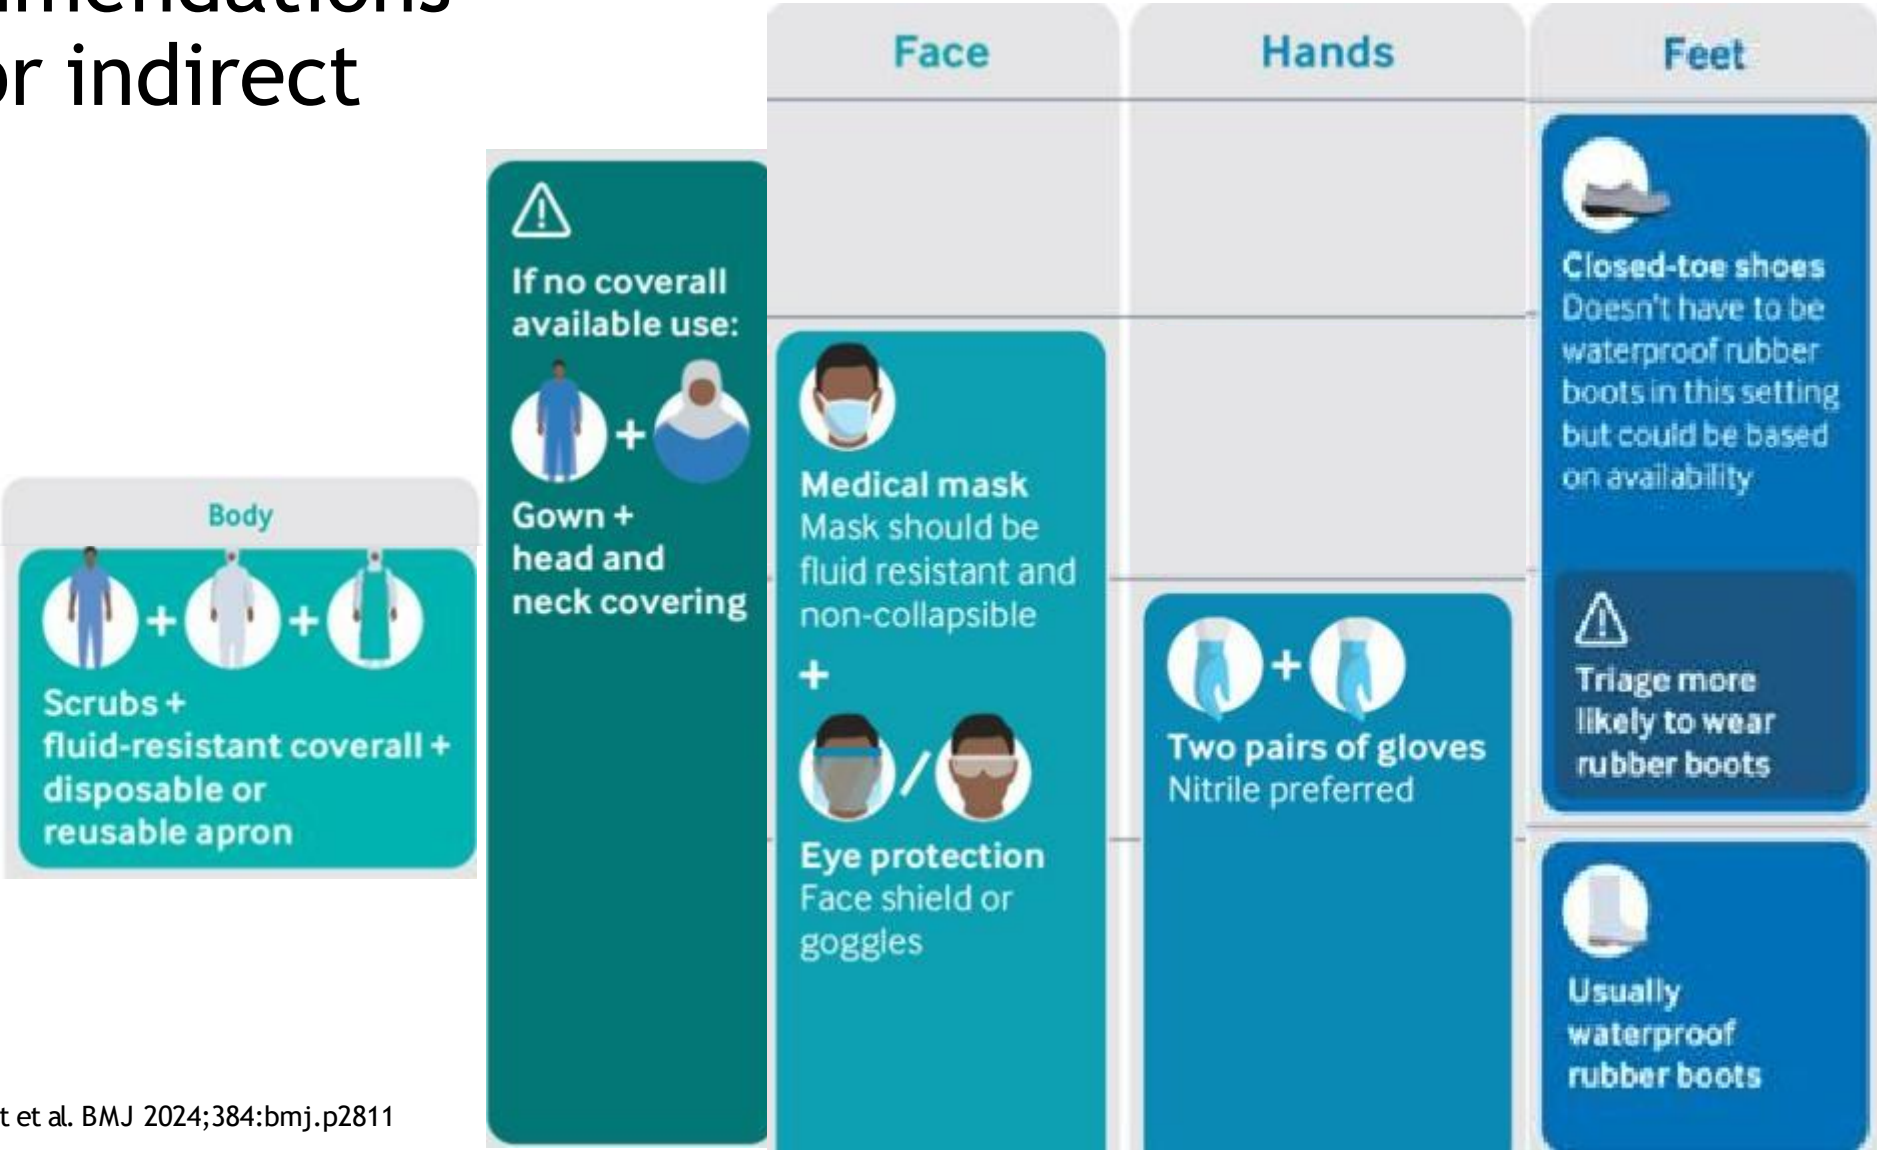 mmendations
or indirect
Body
Scrubs +
fluid-resistant coverall +
disposable or
reusable apron
If no coverall
available use:
+
Gown +
head and
neck covering
Face
Medical mask
Mask should be
fluid resistant and
non-collapsible
+
/
Eye protection
Face shield or
goggles
Hands
+
Two pairs of gloves
Nitrile preferred
Feet
Closed-toe shoes
Doesn't have to be
waterproof rubber
boots in this setting
but could be based
on availability
Triage more
likely to wear
rubber boots
Usually
waterproof
rubber boots
t et al. BMJ 2024;384:bmj.p2811